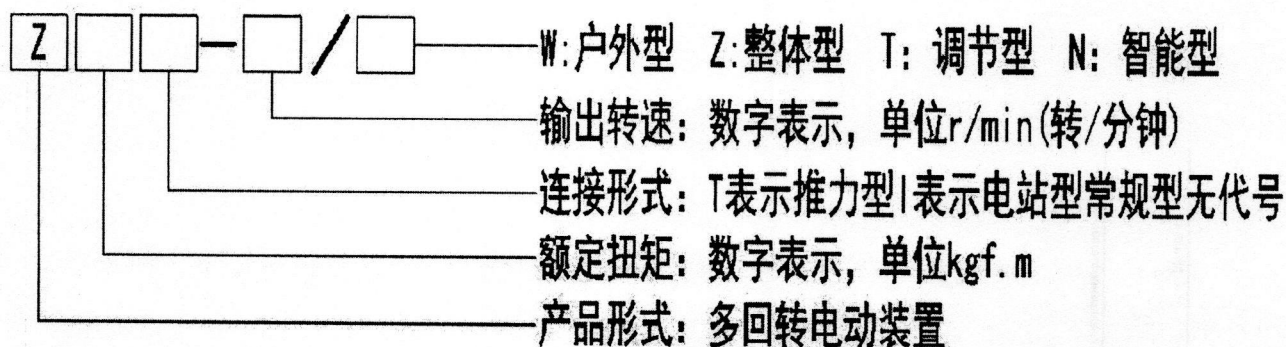 Z — /
W:户外型 Z:整体型 T: 调节型 N: 智能型
输出转速: 数字表示, 单位r/min(转/分钟)
连接形式: T表示推力型I表示电站型常规型无代号
额定扭矩: 数字表示, 单位kgf.m
产品形式: 多回转电动装置